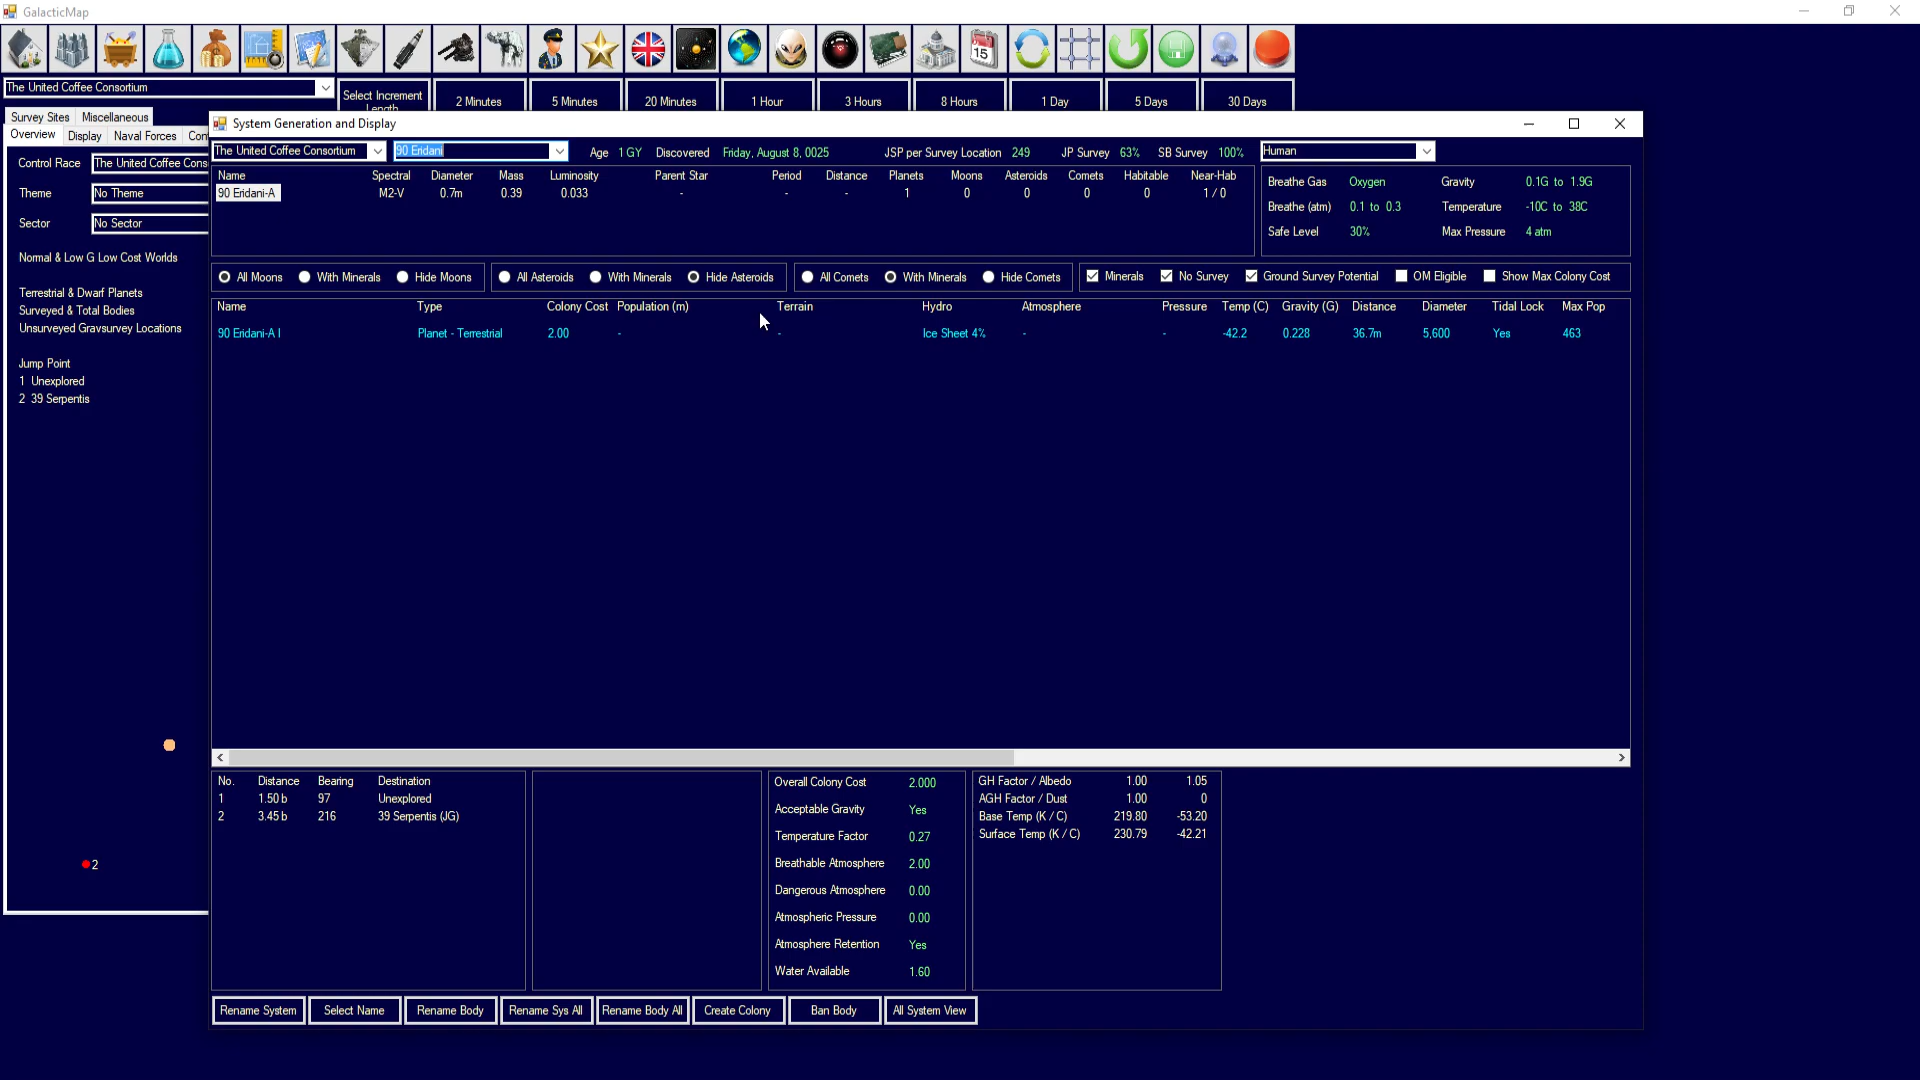 GalacticMap
15
The United Coffee Consortium
Select Increment Length
2 Minutes
5 Minutes
20 Minutes
1 Hour
3 Hours
8 Hours
1 Day
5 Days
30 Days
Survey Sites Miscellaneous
Overview Display Naval Forces
Control Race The United Coffee Cons
Theme No Theme
Sector No Sector
Normal & Low G Low Cost Worlds
Terrestrial & Dwarf Planets
Surveyed & Total Bodies
Unsurveyed Gravsurvey Locations
Jump Point
1 Unexplored
2 39 Serpentis
2
System Generation and Display
The United Coffee Consortium 90 Eridani Age 1 GY Discovered Friday, August 8, 0025 JSP per Survey Location 249 JP Survey 63% SB Survey 100% Human
Name Spectral Diameter Mass Luminosity Parent Star Period Distance Planets Moons Asteroids Comets Habitable Near-Hab
90 Eridani-A M2-V 0.7m 0.39 0.033 - - - 1 0 0 0 0 1 / 0
Breathe Gas Oxygen Gravity 0.1G to 1.9G
Breathe (atm) 0.1 to 0.3 Temperature -10C to 38C
Safe Level 30% Max Pressure 4 atm
All Moons With Minerals Hide Moons All Asteroids With Minerals Hide Asteroids All Comets With Minerals Hide Comets Minerals No Survey Ground Survey Potential OM Eligible Show Max Colony Cost
Name Type Colony Cost Population (m) Terrain Hydro Atmosphere Pressure Temp (C) Gravity (G) Distance Diameter Tidal Lock Max Pop
90 Eridani-A I Planet - Terrestrial 2.00 - - Ice Sheet 4% - - -42.2 0.228 36.7m 5,600 Yes 463
No. Distance Bearing Destination
1 1.50 b 97 Unexplored
2 3.45 b 216 39 Serpentis (JG)
Overall Colony Cost 2.000
Acceptable Gravity Yes
Temperature Factor 0.27
Breathable Atmosphere 2.00
Dangerous Atmosphere 0.00
Atmospheric Pressure 0.00
Atmosphere Retention Yes
Water Available 1.60
GH Factor / Albedo 1.00 1.05
AGH Factor / Dust 1.00 0
Base Temp (K / C) 219.80 -53.20
Surface Temp (K / C) 230.79 -42.21
Rename System
Select Name
Rename Body
Rename Sys All
Rename Body All
Create Colony
Ban Body
All System View